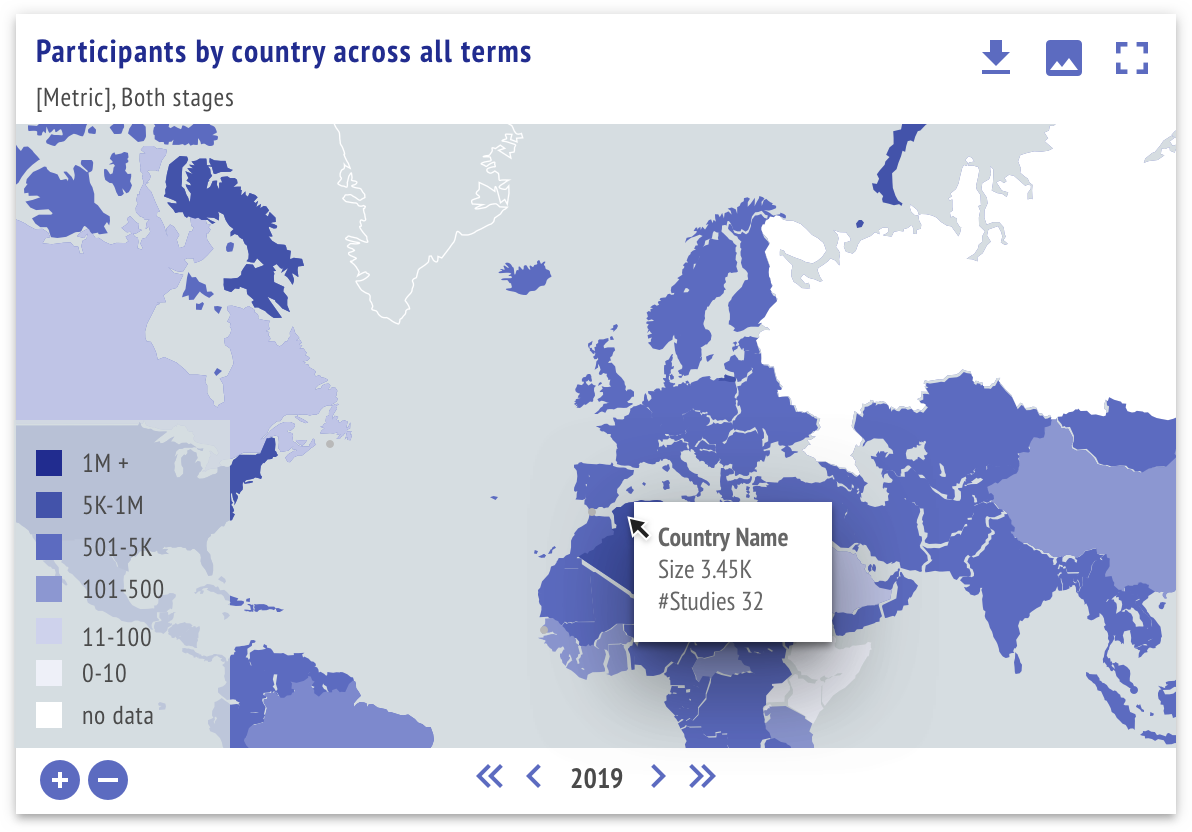 Participants by country across all terms
[Metric], Both stages
1M +
5K-1M
501-5K
101-500
11-100
0-10
no data
Country Name
Size 3.45K
#Studies 32
2019